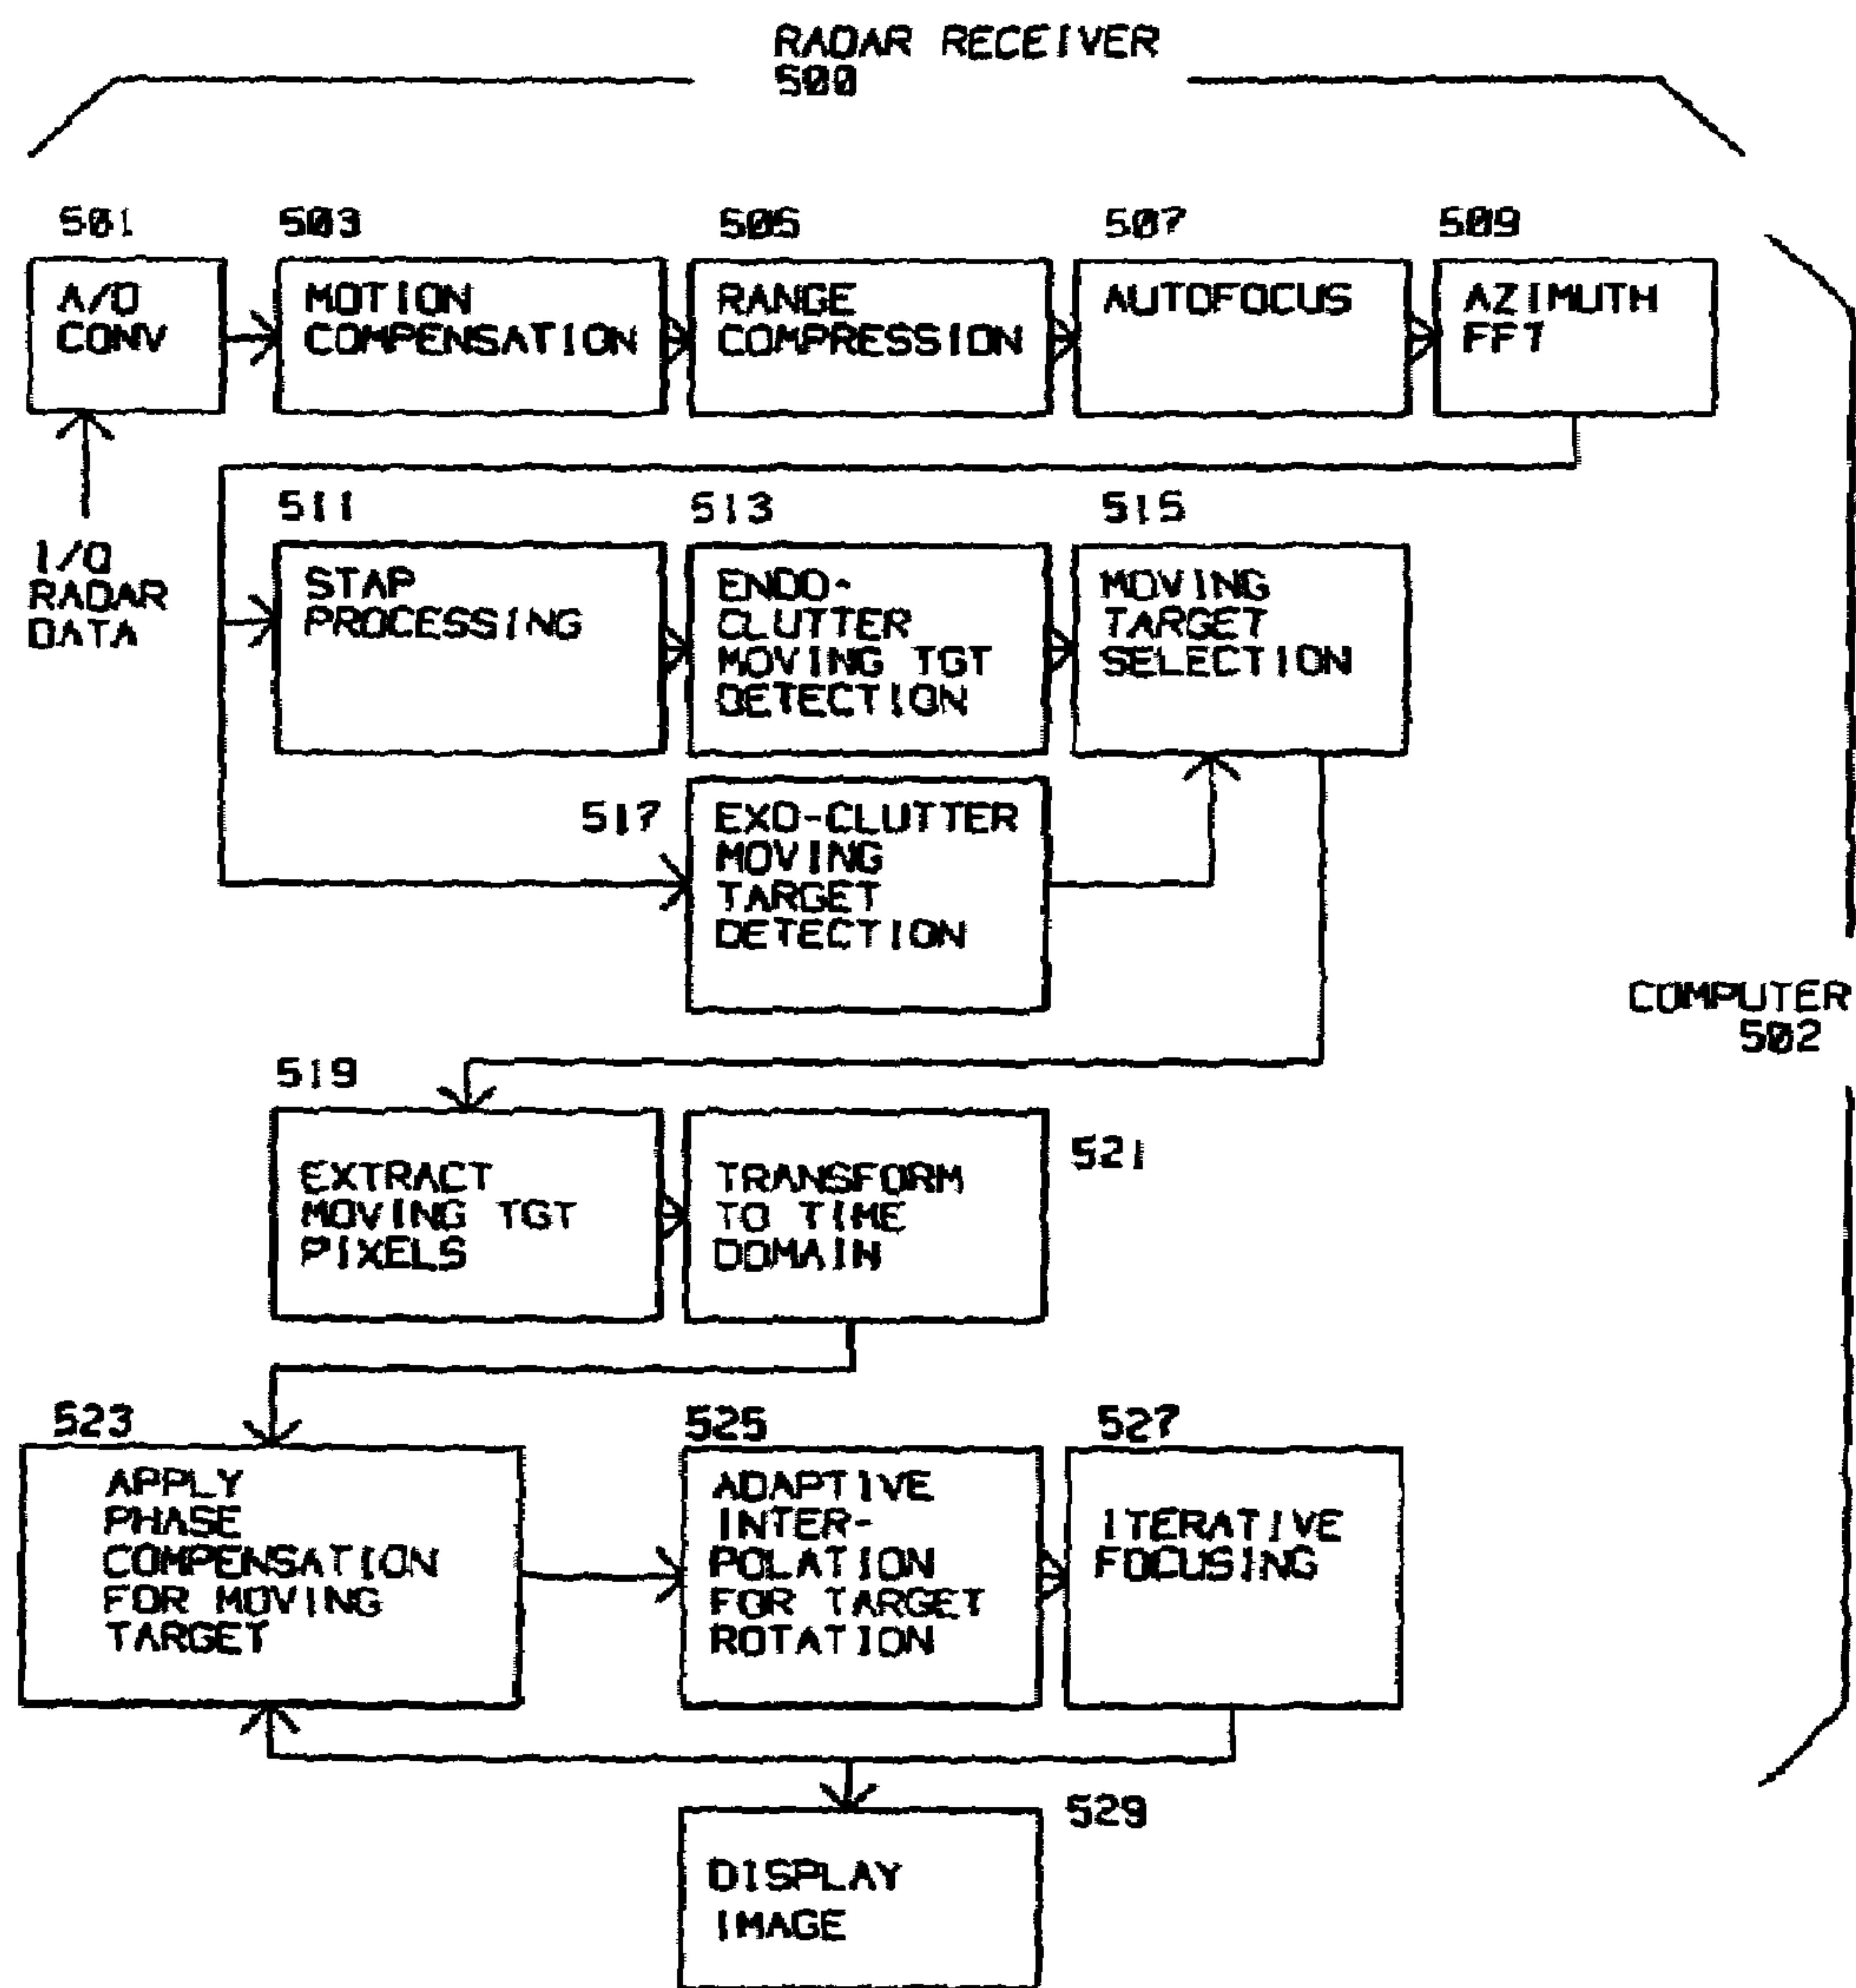 RADAR RECEIVER
500
501
503
505
507
509
A/D
CONV
MOTION
COMPENSATION
RANGE
COMPRESSION
AUTOFOCUS
AZIMUTH
FFT
I/Q
RADAR
DATA
511
513
515
STAP
PROCESSING
ENDO-
CLUTTER
MOVING TGT
DETECTION
MOVING
TARGET
SELECTION
517
EXO-CLUTTER
MOVING
TARGET
DETECTION
COMPUTER
502
519
EXTRACT
MOVING TGT
PIXELS
TRANSFORM
TO TIME
DOMAIN
521
523
525
527
APPLY
PHASE
COMPENSATION
FOR MOVING
TARGET
ADAPTIVE
INTER-
POLATION
FOR TARGET
ROTATION
ITERATIVE
FOCUSING
529
DISPLAY
IMAGE